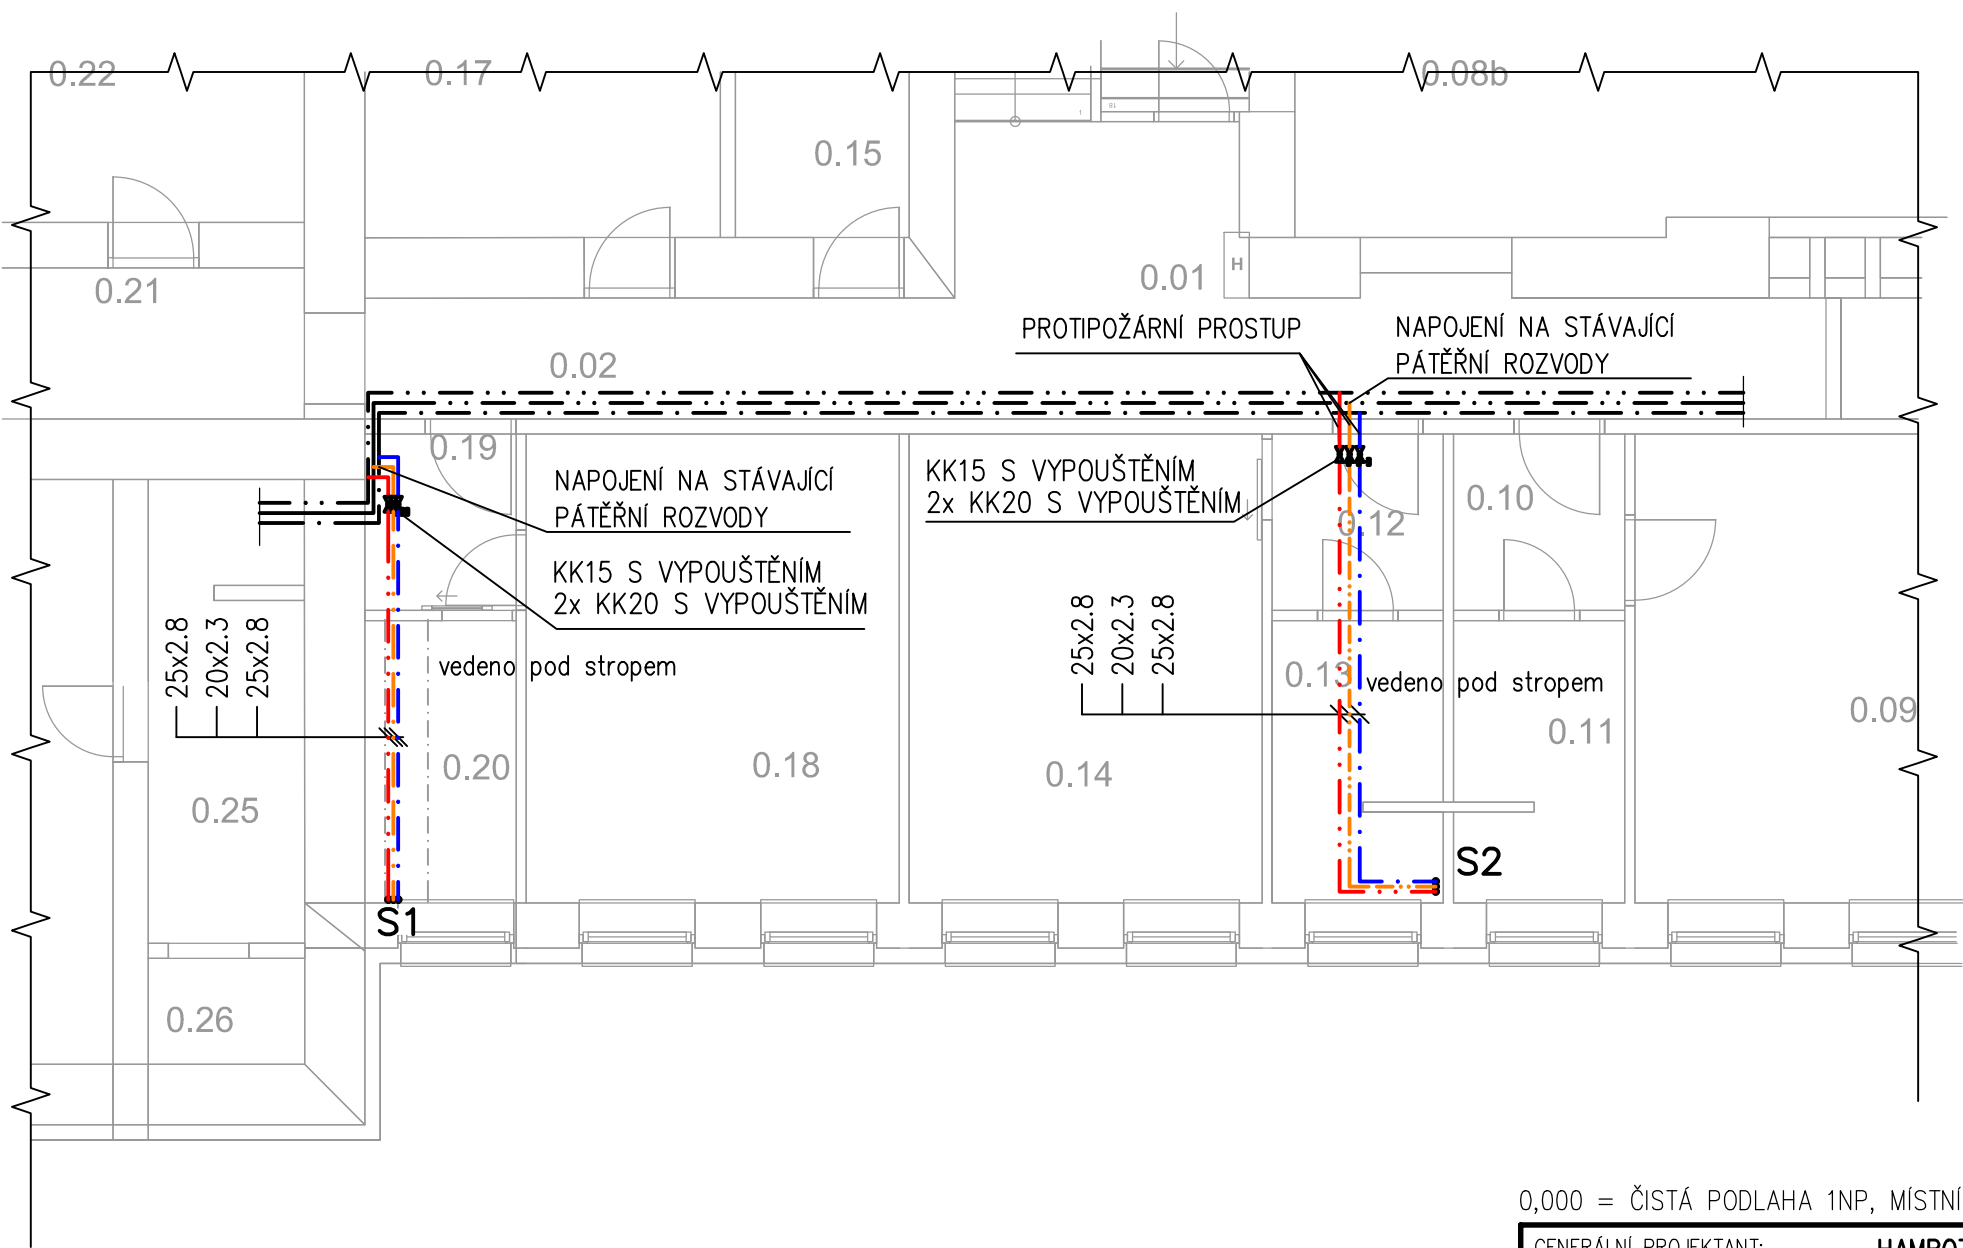 0.22
0.17
0.08b
0.15
0.21
0.01
H
PROTIPOŽÁRNÍ PROSTUP
NAPOJENÍ NA STÁVAJÍCÍ
PÁTĚŘNÍ ROZVODY
0.02
0.19
NAPOJENÍ NA STÁVAJÍCÍ
PÁTĚŘNÍ ROZVODY
KK15 S VYPOUŠTĚNÍM
2x KK20 S VYPOUŠTĚNÍM
0.10
0.12
KK15 S VYPOUŠTĚNÍM
2x KK20 S VYPOUŠTĚNÍM
25x2.8
20x2.3
25x2.8
vedeno pod stropem
25x2.8
20x2.3
25x2.8
0.13
vedeno pod stropem
0.09
0.11
0.20
0.18
0.14
0.25
S2
S1
0.26
0,000 = ČISTÁ PODLAHA 1NP, MÍSTNÍ
GENERÁLNÍ PROJEKTANT: